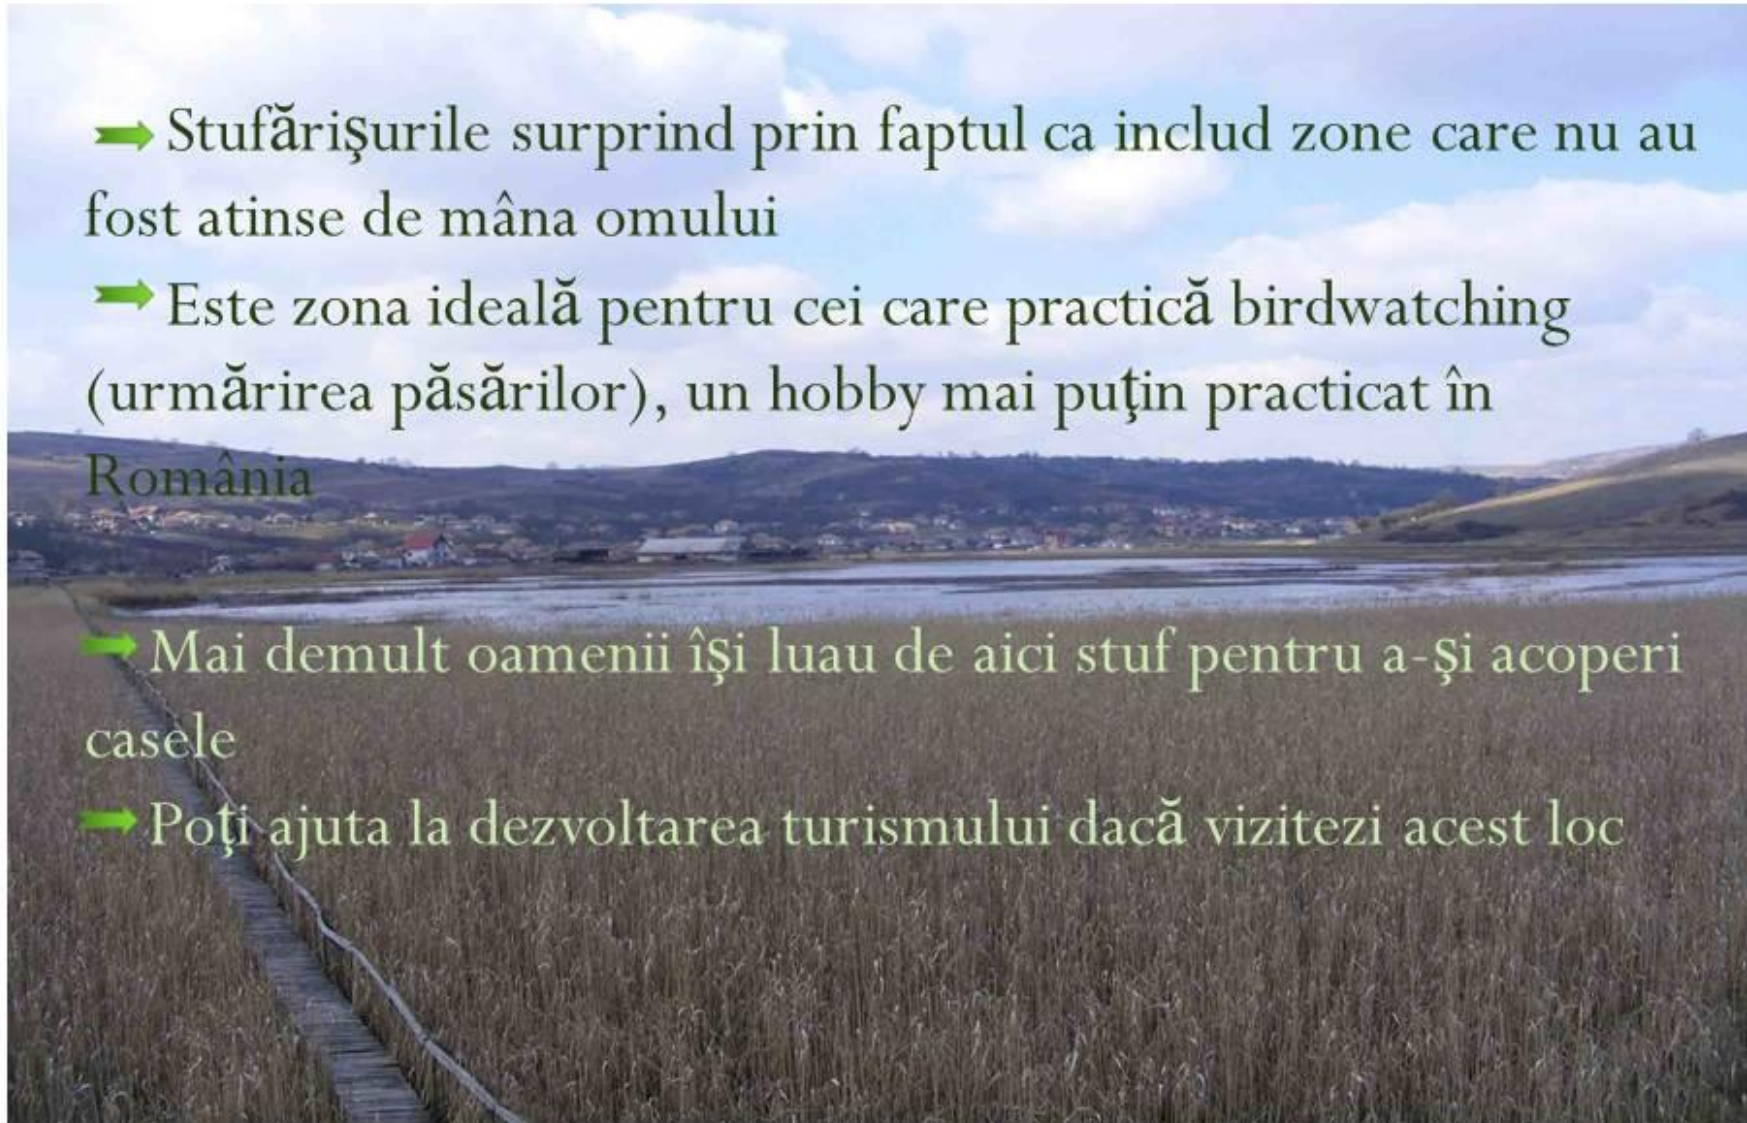 Stufărişurile surprind prin faptul ca includ zone care nu au
fost atinse de mâna omului
Este zona ideală pentru cei care practică birdwatching
(urmărirea păsărilor), un hobby mai puţin practicat în
România
Mai demult oamenii îşi luau de aici stuf pentru a-şi acoperi
casele
Poţi ajuta la dezvoltarea turismului dacă vizitezi acest loc